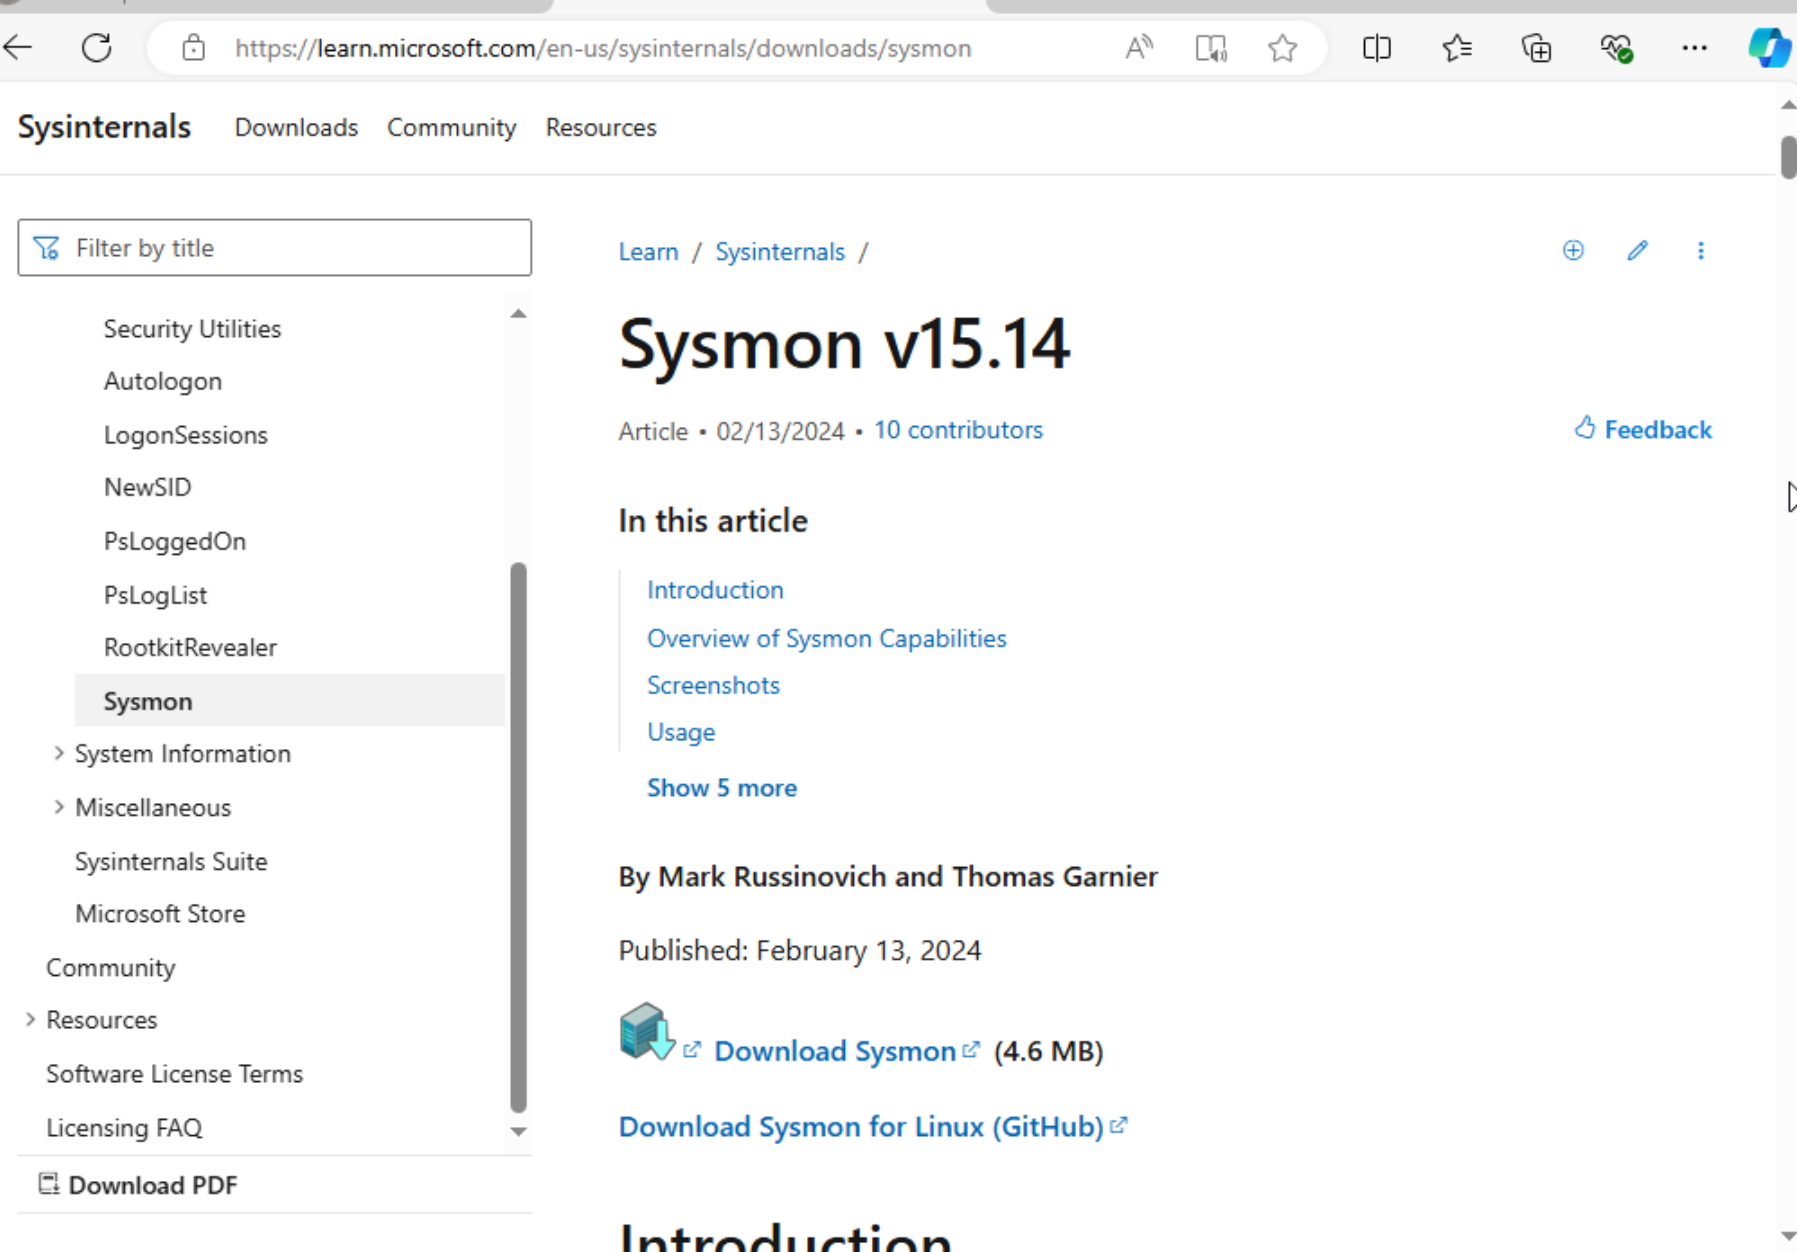 https://learn.microsoft.com/en-us/sysinternals/downloads/sysmon
Sysinternals Downloads Community Resources
Filter by title
Security Utilities
Autologon
LogonSessions
NewSID
PsLoggedOn
PsLogList
RootkitRevealer
Sysmon
System Information
Miscellaneous
Sysinternals Suite
Microsoft Store
Community
Resources
Software License Terms
Licensing FAQ
Download PDF
Learn / Sysinternals /
Sysmon v15.14
Article • 02/13/2024 • 10 contributors
Feedback
In this article
Introduction
Overview of Sysmon Capabilities
Screenshots
Usage
Show 5 more
By Mark Russinovich and Thomas Garnier
Published: February 13, 2024
Download Sysmon (4.6 MB)
Download Sysmon for Linux (GitHub)
Introduction